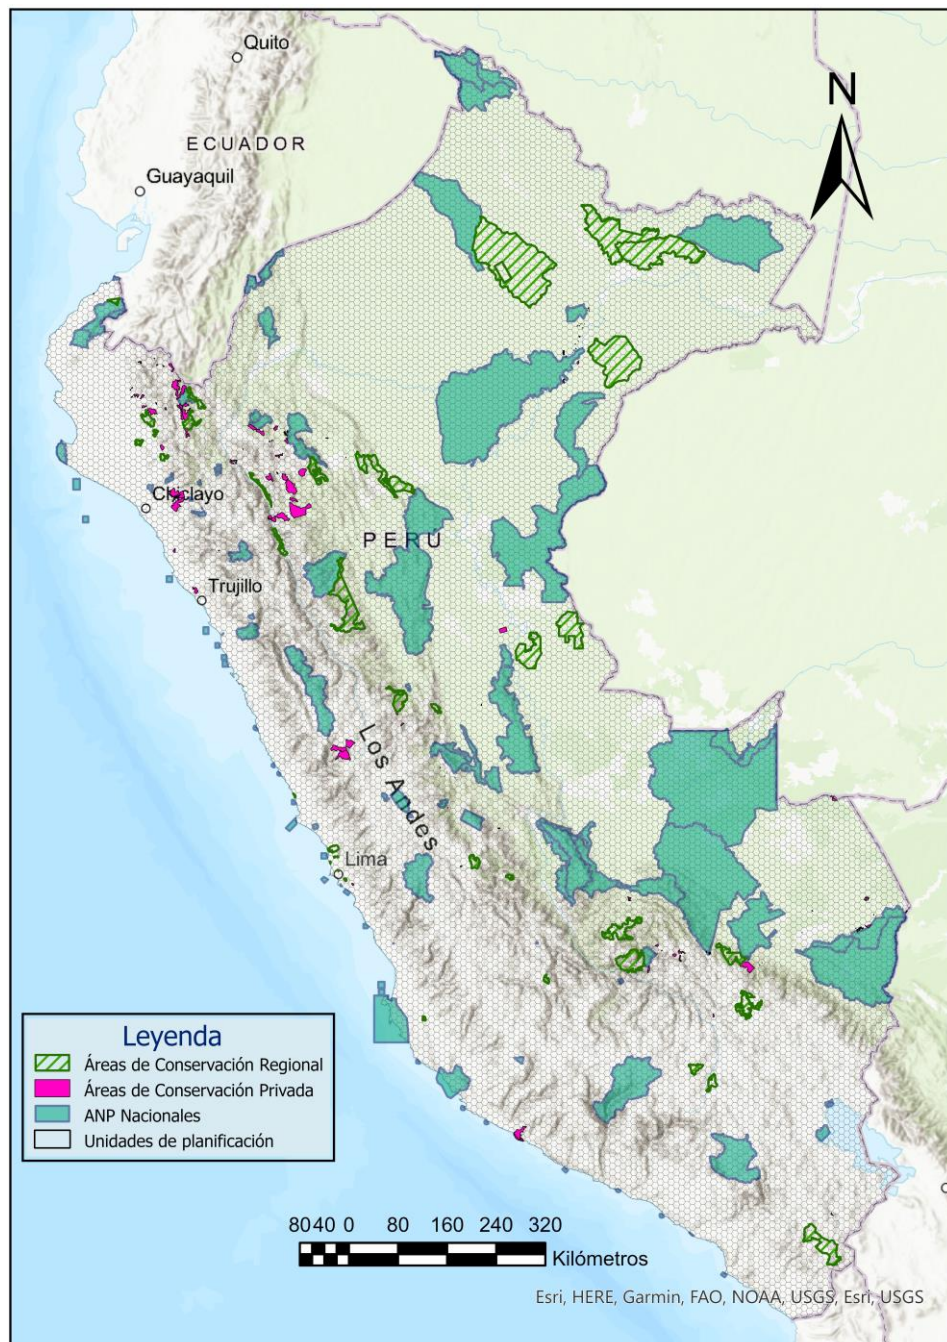 Quito
N
ECUADOR
Guayaquil
Chiclayo
PERU
Trujillo
Los Andes
Lima
Leyenda
Áreas de Conservación Regional
Áreas de Conservación Privada
ANP Nacionales
Unidades de planificación
80 40 0 80 160 240 320
Kilómetros
Esri, HERE, Garmin, FAO, NOAA, USGS, Esri, USGS